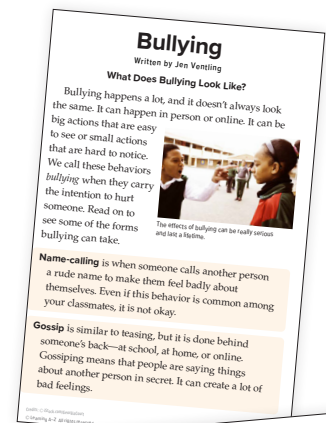 Bullying
Written by Jen Ventling
What Does Bullying Look Like?
Bullying happens a lot, and it doesn't always look
the same. It can happen in person or online. It can be
big actions that are easy
to see or small actions
that are hard to notice.
We call these behaviors
bullying when they carry
the intention to hurt
someone. Read on to
see some of the forms
bullying can take.
The effects of bullying can be really serious
and last a lifetime.
Name-calling is when someone calls another person
a rude name to make them feel badly about
themselves. Even if this behavior is common among
your classmates, it is not okay.
Gossip is similar to teasing, but it is done behind
someone's back—at school, at home, or online.
Gossiping means that people are saying things
about another person in secret. It can create a lot of
bad feelings.